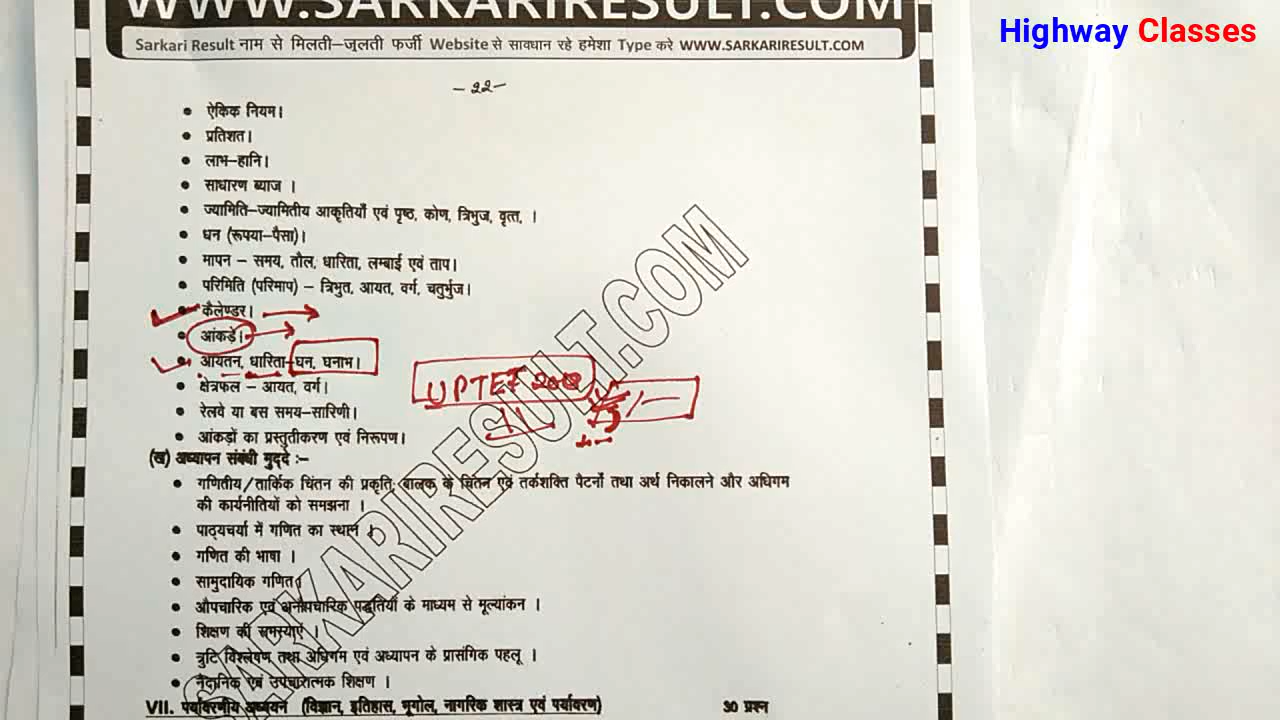 WWW.SARKARIRESULT.COM
Highway Classes
Sarkari Result नाम से मिलती–जूलती फर्जी Website से सावधान रहे हमेशा Type करे WWW.SARKARIRESULT.COM
– 22 –
• ऐकिक नियम।
• प्रतिशत।
• लाभ–हानि।
• साधारण ब्याज ।
• ज्यामिति–ज्यामितीय आकृतियाँ एवं पृष्ठ, कोण, त्रिभुज, वृत्त, ।
• धन (रूपया–पैसा)।
• मापन – समय, तौल, धारिता, लम्बाई एवं ताप।
• परिमिति (परिमाप) – त्रिभुत, आयत, वर्ग, चतुर्भुज।
• कैलेण्डर।
• आंकड़े।
• आयतन, धारिता–घन, घनाभ।
• क्षेत्रफल – आयत, वर्ग।
UPTET
• रेलवे या बस समय–सारिणी।
• आंकड़ों का प्रस्तुतीकरण एवं निरूपण।
(ख) अध्यापन संबंधी मुद्दे :–
• गणितीय/तार्किक चिंतन की प्रकृति; बालक के चिंतन एवं तर्कशक्ति पैटर्नों तथा अर्थ निकालने और अधिगम
की कार्यनीतियों को समझना ।
• पाठ्यचर्या में गणित का स्थान ।
• गणित की भाषा ।
• सामुदायिक गणित।
• औपचारिक एवं अनौपचारिक पद्धतियों के माध्यम से मूल्यांकन ।
• शिक्षण की समस्याएं ।
• त्रुटि विश्लेषण तथा अधिगम एवं अध्यापन के प्रासंगिक पहलू ।
• नैदानिक एवं उपचारात्मक शिक्षण ।
VII. पर्यावरणीय अध्ययन (विज्ञान, इतिहास, भूगोल, नागरिक शास्त्र एवं पर्यावरण) 30 प्रश्न
SARKARIRESULT.COM